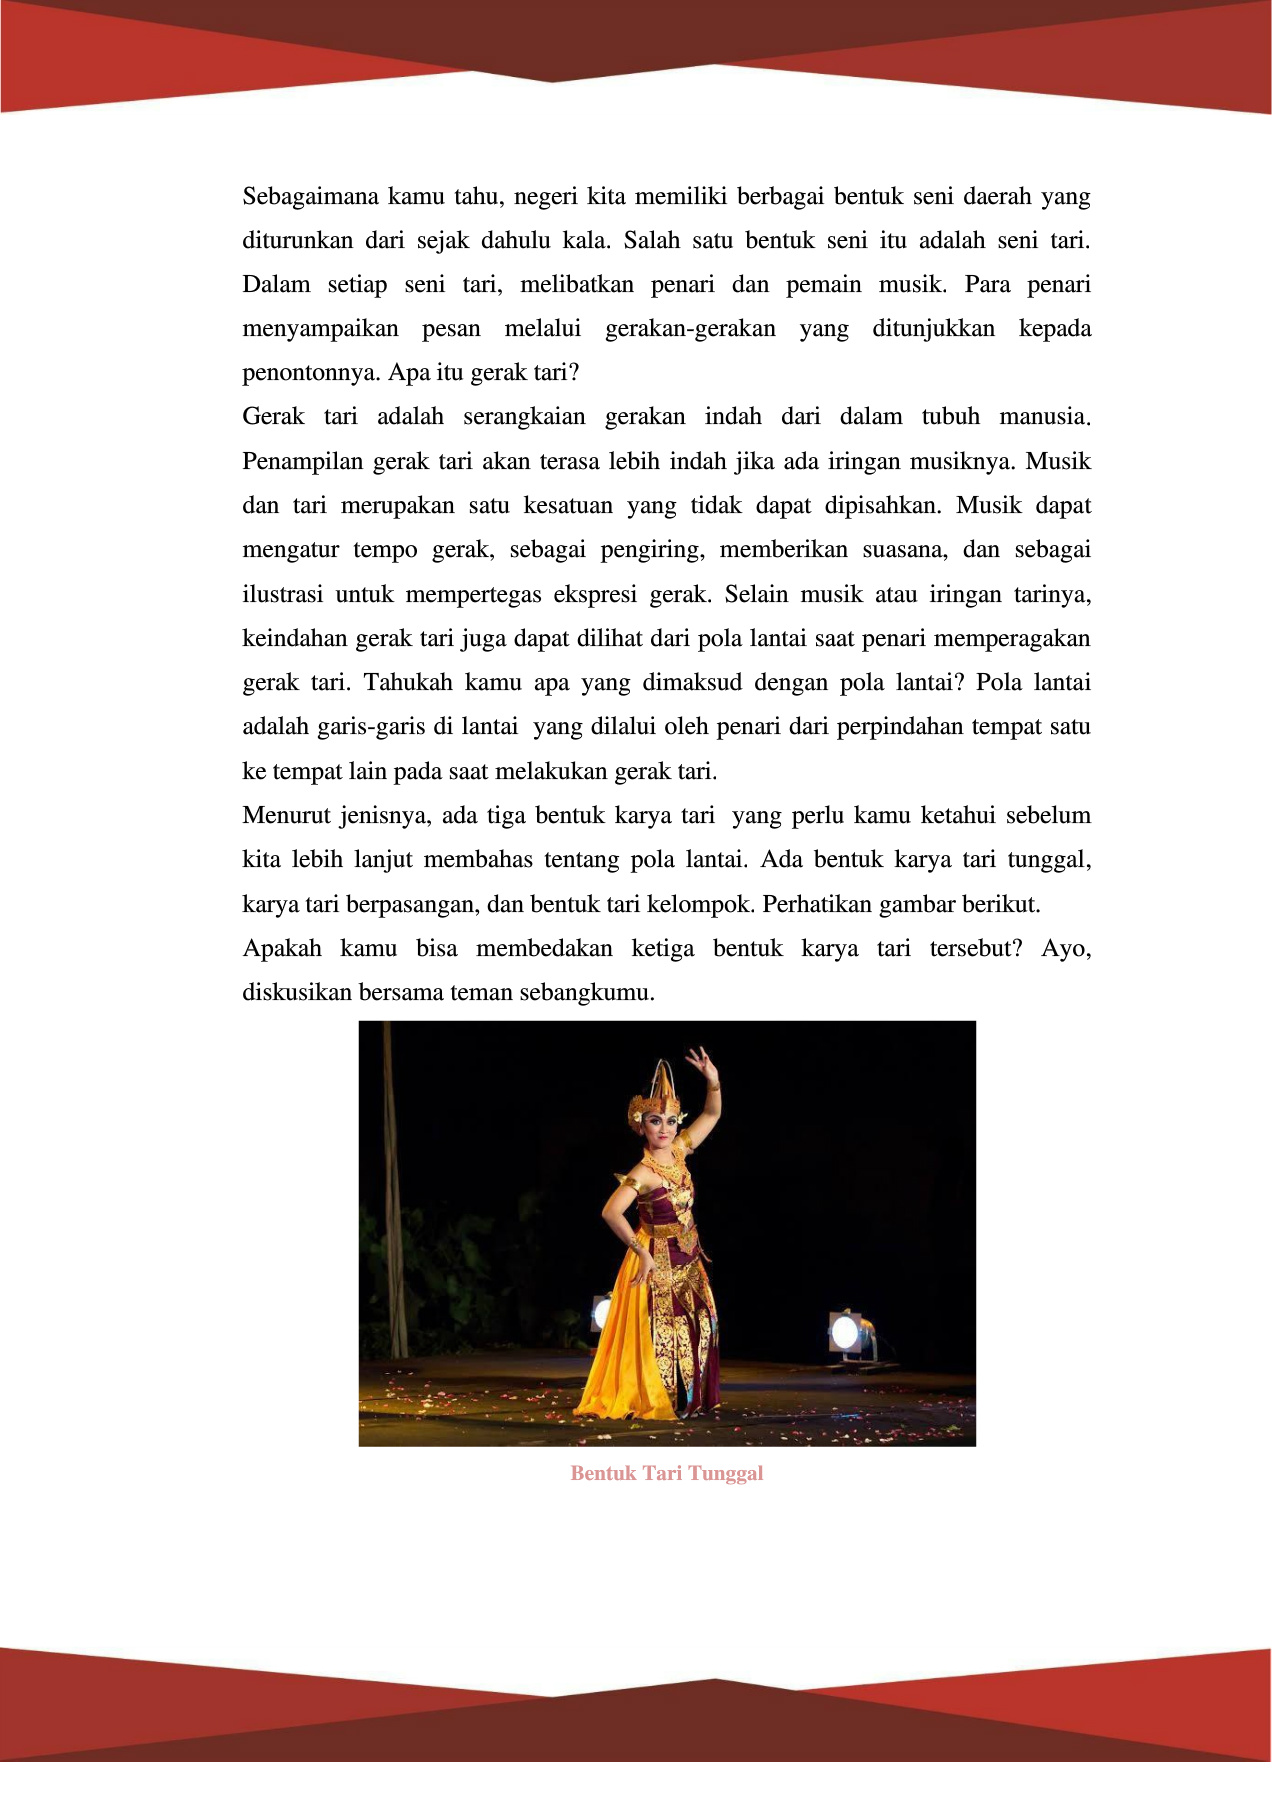 Sebagaimana kamu tahu, negeri kita memiliki berbagai bentuk seni daerah yang
diturunkan dari sejak dahulu kala. Salah satu bentuk seni itu adalah seni tari.
Dalam setiap seni tari, melibatkan penari dan pemain musik. Para penari
menyampaikan pesan melalui gerakan-gerakan yang ditunjukkan kepada
penontonnya. Apa itu gerak tari?
Gerak tari adalah serangkaian gerakan indah dari dalam tubuh manusia.
Penampilan gerak tari akan terasa lebih indah jika ada iringan musiknya. Musik
dan tari merupakan satu kesatuan yang tidak dapat dipisahkan. Musik dapat
mengatur tempo gerak, sebagai pengiring, memberikan suasana, dan sebagai
ilustrasi untuk mempertegas ekspresi gerak. Selain musik atau iringan tarinya,
keindahan gerak tari juga dapat dilihat dari pola lantai saat penari memperagakan
gerak tari. Tahukah kamu apa yang dimaksud dengan pola lantai? Pola lantai
adalah garis-garis di lantai yang dilalui oleh penari dari perpindahan tempat satu
ke tempat lain pada saat melakukan gerak tari.
Menurut jenisnya, ada tiga bentuk karya tari yang perlu kamu ketahui sebelum
kita lebih lanjut membahas tentang pola lantai. Ada bentuk karya tari tunggal,
karya tari berpasangan, dan bentuk tari kelompok. Perhatikan gambar berikut.
Apakah kamu bisa membedakan ketiga bentuk karya tari tersebut? Ayo,
diskusikan bersama teman sebangkumu.
Bentuk Tari Tunggal